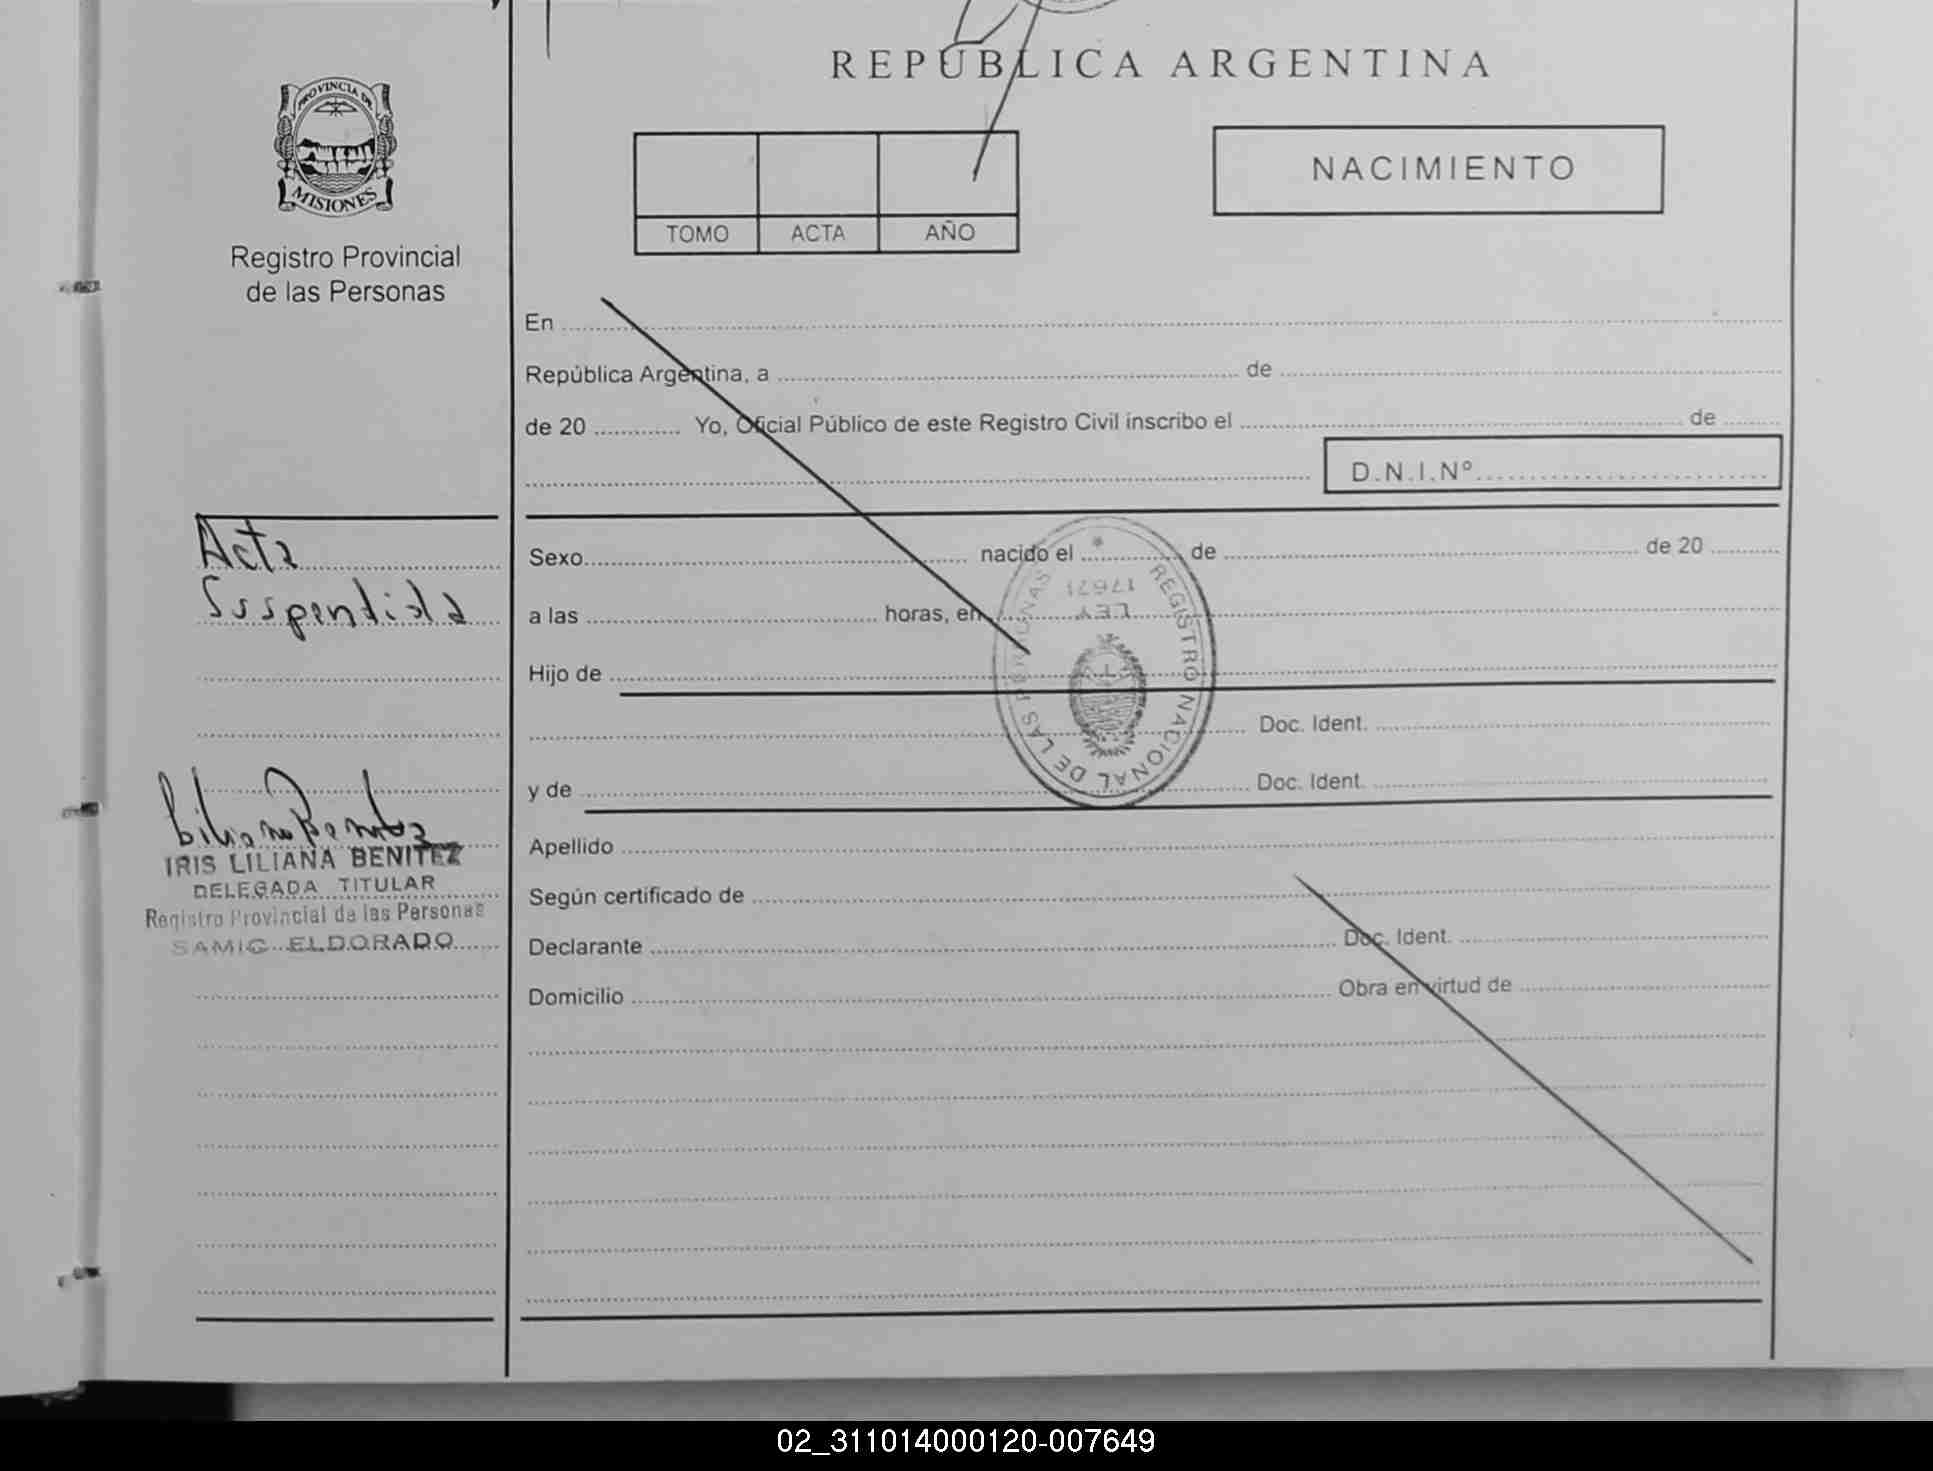 REPUBLICA ARGENTINA
PROVINCIA DE
MISIONES
Registro Provincial
de las Personas
TOMO ACTA AÑO
NACIMIENTO
En
República Argentina, a de
de 20 Yo, Oficial Público de este Registro Civil inscribo el de
D.N.I.Nº
Acta
Suspendida
Sexo nacido el de de 20
a las horas, en
Hijo de
Doc. Ident.
y de Doc. Ident.
REGISTRO NACIONAL DE LAS PERSONAS
LEY
17671
Liliana Benitez
IRIS LILIANA BENITEZ
DELEGADA TITULAR
Registro Provincial de las Personas
SAMIC ELDORADO
Apellido
Según certificado de
Declarante Doc. Ident.
Domicilio Obra en virtud de
02_311014000120-007649